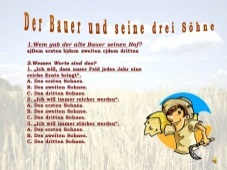 Der Bauer und seine drei Söhne
1.Wem gab der alte Bauer seinen Hof?
a)Dem ersten b)dem zweiten c)dem dritten
2.Wessen Worte sind das?
1. „Ich will, dass unser Feld jedes Jahr eine
reiche Ernte bringt“.
A. Des ersten Sohnes.
B. Des zweiten Sohnes.
C. Des dritten Sohnes.
2. „Ich will immer reicher werden“.
A. Des ersten Sohnes.
B. Des zweiten Sohnes.
C. Des dritten Sohnes.
3. „Ich will immer stärker werden“.
A. Des ersten Sohnes.
B. Des zweiten Sohnes.
C. Des dritten Sohnes.